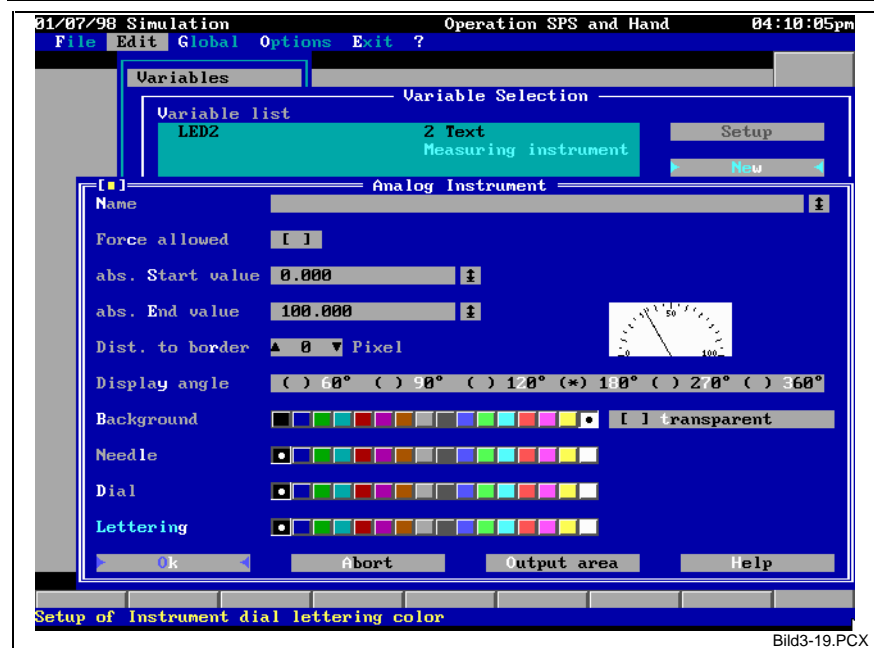 01/07/98 Simulation Operation SPS and Hand 04:10:05pm
File Edit Global Options Exit ?
Variables
Variable Selection
Variable list
LED2 2 Text Setup
Measuring instrument
New
[■] Analog Instrument
Name
Force allowed [ ]
abs. Start value 0.000
abs. End value 100.000
50
0 100
Dist. to border ▲ 0 ▼ Pixel
Display angle ( ) 60° ( ) 90° ( ) 120° (*) 180° ( ) 270° ( ) 360°
Background [ ] transparent
Needle
Dial
Lettering
Ok Abort Output area Help
Setup of Instrument dial lettering color
Bild3-19.PCX